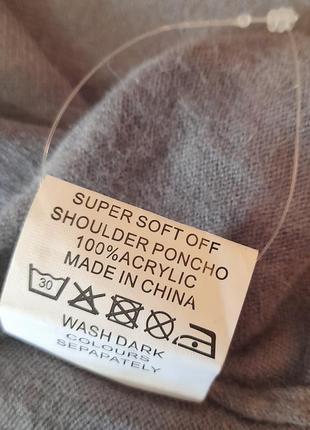 SUPER SOFT OFF
SHOULDER PONCHO
100%ACRYLIC
MADE IN CHINA
30
WASH DARK
COLOURS
SEPAPATELY